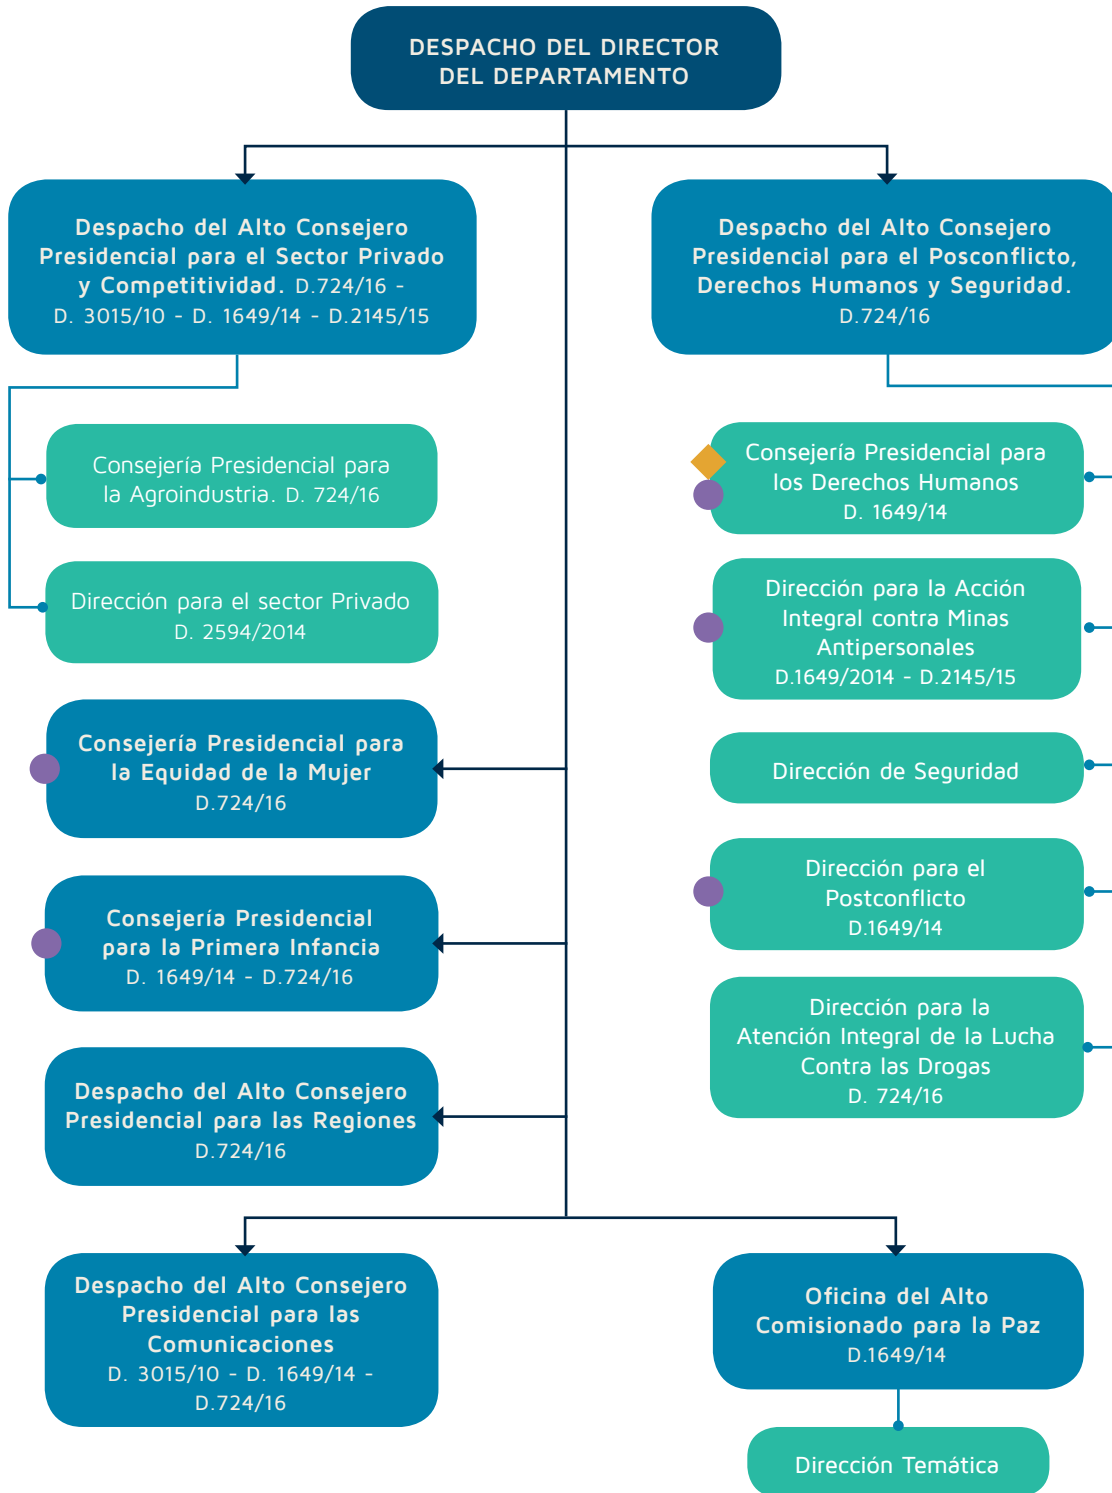 DESPACHO DEL DIRECTOR
DEL DEPARTAMENTO
Despacho del Alto Consejero
Presidencial para el Sector Privado
y Competitividad. D.724/16 -
D. 3015/10 - D. 1649/14 - D.2145/15
Despacho del Alto Consejero
Presidencial para el Posconflicto,
Derechos Humanos y Seguridad.
D.724/16
Consejería Presidencial para
la Agroindustria. D. 724/16
Dirección para el sector Privado
D. 2594/2014
Consejería Presidencial para
los Derechos Humanos
D. 1649/14
Dirección para la Acción
Integral contra Minas
Antipersonales
D.1649/2014 - D.2145/15
Dirección de Seguridad
Dirección para el
Postconflicto
D.1649/14
Dirección para la
Atención Integral de la Lucha
Contra las Drogas
D. 724/16
Consejería Presidencial para
la Equidad de la Mujer
D.724/16
Consejería Presidencial
para la Primera Infancia
D. 1649/14 - D.724/16
Despacho del Alto Consejero
Presidencial para las Regiones
D.724/16
Despacho del Alto Consejero
Presidencial para las
Comunicaciones
D. 3015/10 - D. 1649/14 -
D.724/16
Oficina del Alto
Comisionado para la Paz
D.1649/14
Dirección Temática